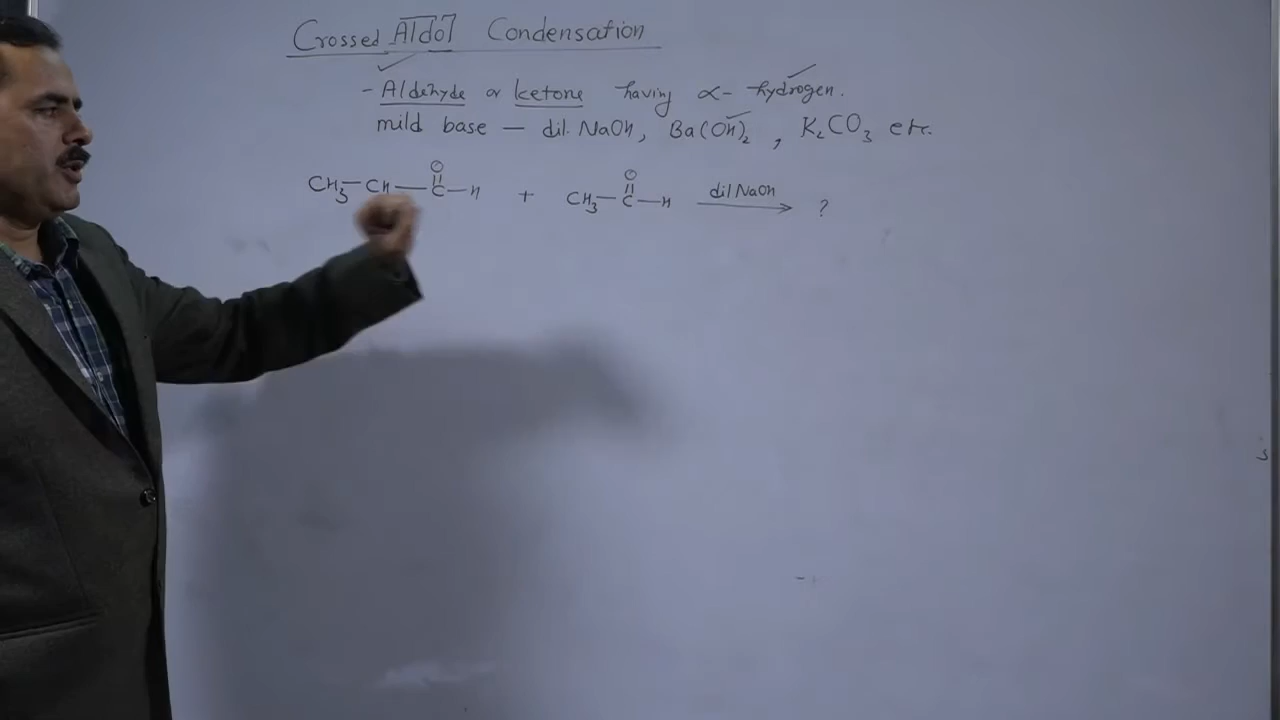 Crossed Aldol Condensation
- Aldehyde or ketone having α- hydrogen.
mild base — dil. NaOH, Ba(OH)₂, K₂CO₃ etc.
O O
CH₃—CH—C—H + CH₃—C—H dil NaOH ?